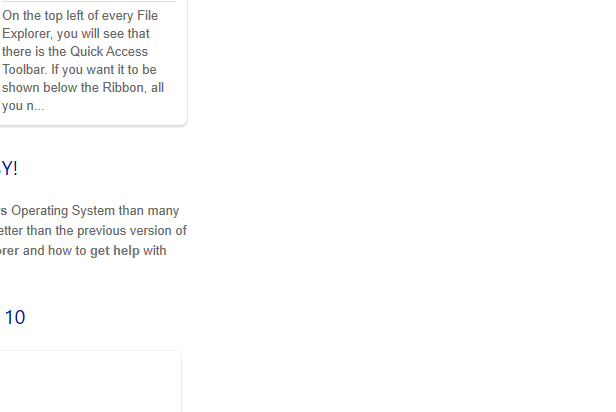 On the top left of every File
Explorer, you will see that
there is the Quick Access
Toolbar. If you want it to be
shown below the Ribbon, all
you n...
Y!
s Operating System than many
etter than the previous version of
rer and how to get help with
10